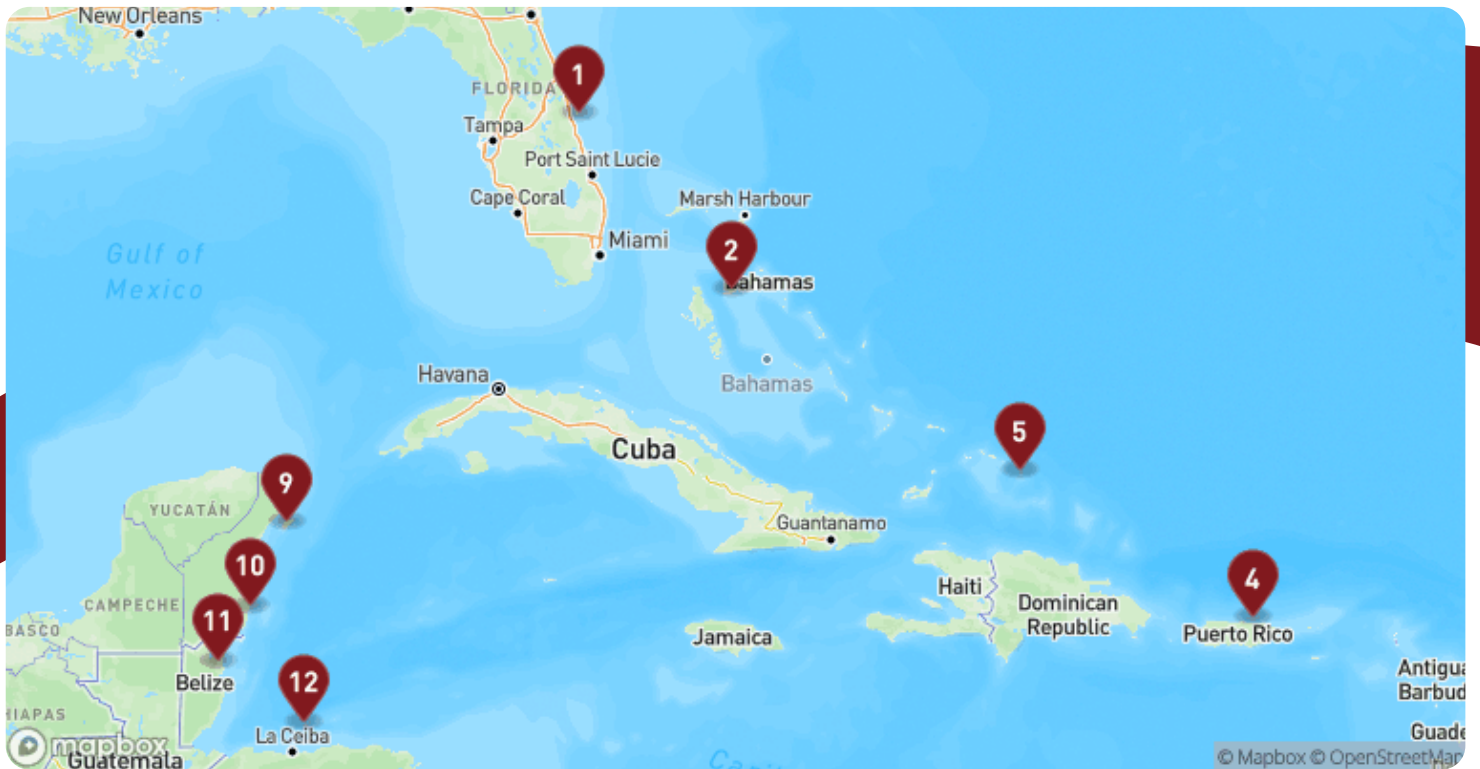 New Orleans
1
FLORIDA
Tampa
Port Saint Lucie
Cape Coral
Marsh Harbour
Miami
2
Gulf of
Mexico
Bahamas
Havana
Bahamas
5
Cuba
9
YUCATÁN
Guantanamo
10
4
Haiti
CAMPECHE
Dominican
Republic
11
BASCO
Jamaica
Puerto Rico
Antigua
Barbud
Belize
12
HIAPAS
La Ceiba
Guade
mapbox
Guatemala
© Mapbox © OpenStreetMap